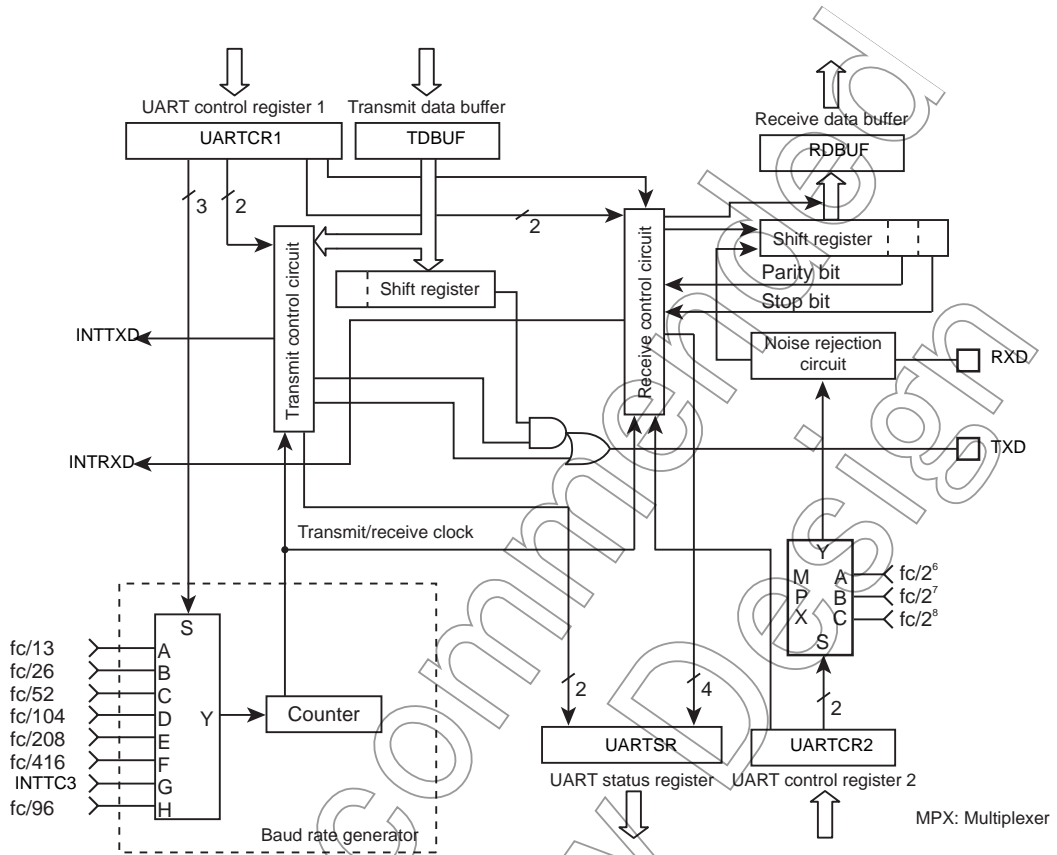 UART control register 1
Transmit data buffer
Receive data buffer
UARTCR1
TDBUF
RDBUF
3
2
2
Shift register
Parity bit
Stop bit
Shift register
Transmit control circuit
Receive control circuit
Noise rejection
circuit
INTTXD
RXD
INTRXD
TXD
Transmit/receive clock
Y
M
P
X
A
B
C
S
fc/2⁶
fc/2⁷
fc/2⁸
2
S
fc/13
fc/26
fc/52
fc/104
fc/208
fc/416
INTTC3
fc/96
A
B
C
D
E
F
G
H
Y
Counter
Baud rate generator
2
4
UARTSR
UARTCR2
UART status register
UART control register 2
MPX: Multiplexer
commended
w Design